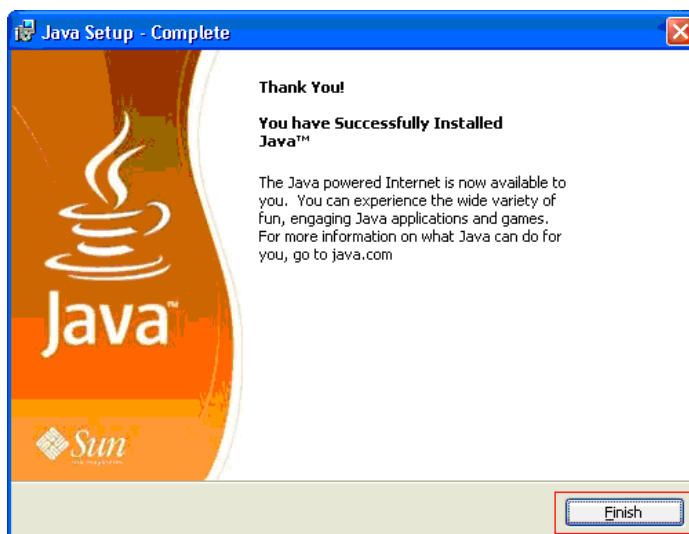 Java Setup - Complete
Thank You!
You have Successfully Installed
Java™
The Java powered Internet is now available to
you. You can experience the wide variety of
fun, engaging Java applications and games.
For more information on what Java can do for
you, go to java.com
Java™
Sun
Finish